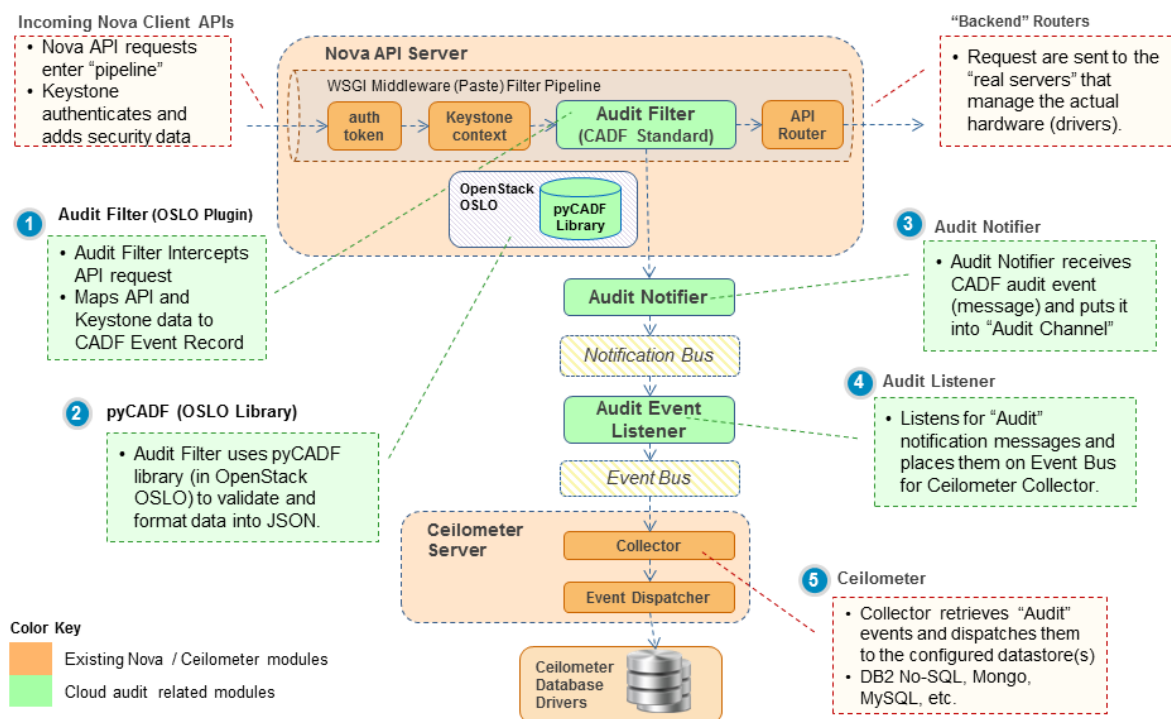 Incoming Nova Client APIs
• Nova API requests
enter “pipeline”
• Keystone
authenticates and
adds security data
Nova API Server
WSGI Middleware (Paste) Filter Pipeline
auth
token
Keystone
context
Audit Filter
(CADF Standard)
API
Router
“Backend” Routers
• Request are sent to the
“real servers” that
manage the actual
hardware (drivers).
OpenStack
OSLO
pyCADF
Library
1
Audit Filter (OSLO Plugin)
• Audit Filter Intercepts
API request
• Maps API and
Keystone data to
CADF Event Record
2
pyCADF (OSLO Library)
• Audit Filter uses pyCADF
library (in OpenStack
OSLO) to validate and
format data into JSON.
Audit Notifier
Notification Bus
Audit Event
Listener
Event Bus
3
Audit Notifier
• Audit Notifier receives
CADF audit event
(message) and puts it
into “Audit Channel”
4
Audit Listener
• Listens for “Audit”
notification messages and
places them on Event Bus
for Ceilometer Collector.
Ceilometer
Server
Collector
Event Dispatcher
Ceilometer
Database
Drivers
5
Ceilometer
• Collector retrieves “Audit”
events and dispatches them
to the configured datastore(s)
• DB2 No-SQL, Mongo,
MySQL, etc.
Color Key
Existing Nova / Ceilometer modules
Cloud audit related modules